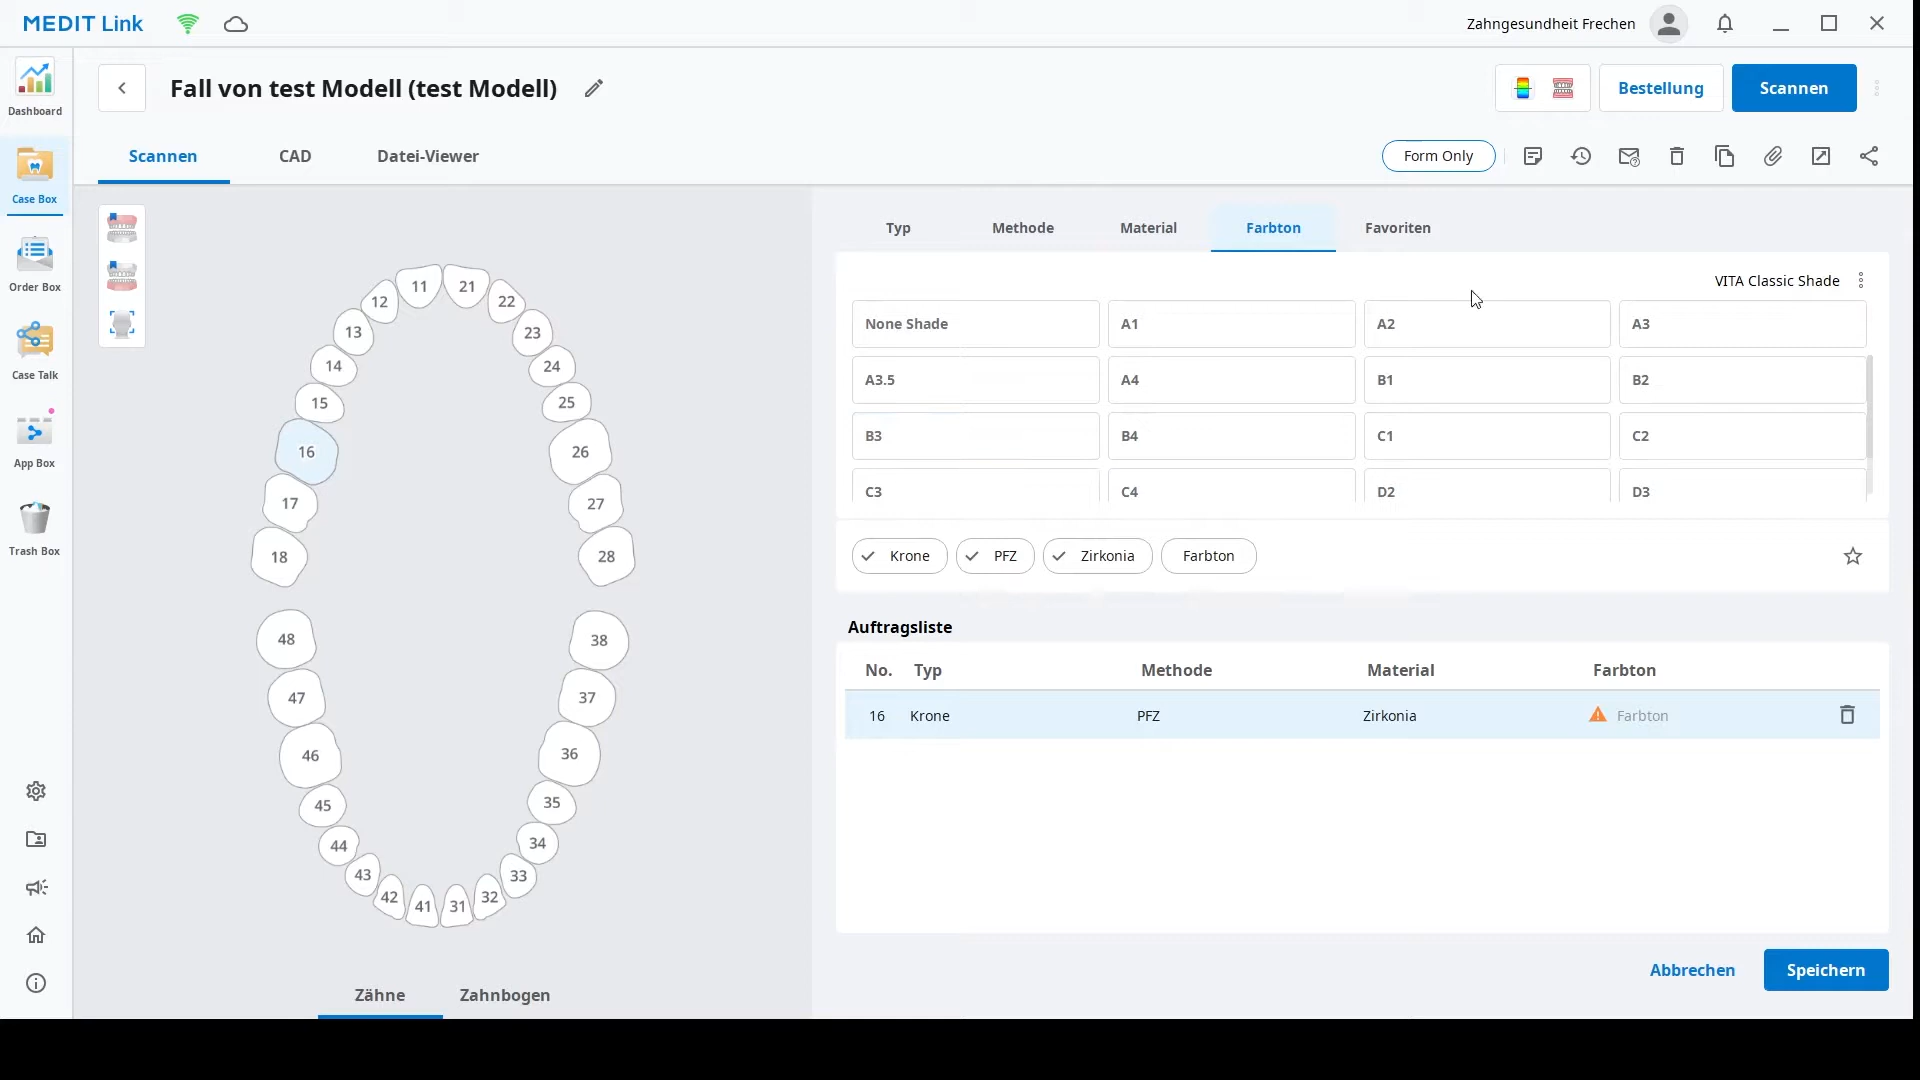 MEDIT Link
Zahngesundheit Frechen
Dashboard
Case Box
Order Box
Case Talk
App Box
Trash Box
Fall von test Modell (test Modell)
Bestellung
Scannen
Scannen
CAD
Datei-Viewer
Form Only
11
21
12
22
13
23
14
24
15
25
16
26
17
27
18
28
48
38
47
37
46
36
45
35
44
34
43
33
42
32
41
31
Zähne
Zahnbogen
Typ
Methode
Material
Farbton
Favoriten
VITA Classic Shade
None Shade
A1
A2
A3
A3.5
A4
B1
B2
B3
B4
C1
C2
C3
C4
D2
D3
Krone
PFZ
Zirkonia
Farbton
Auftragsliste
No. Typ Methode Material Farbton
16 Krone PFZ Zirkonia Farbton
Abbrechen
Speichern